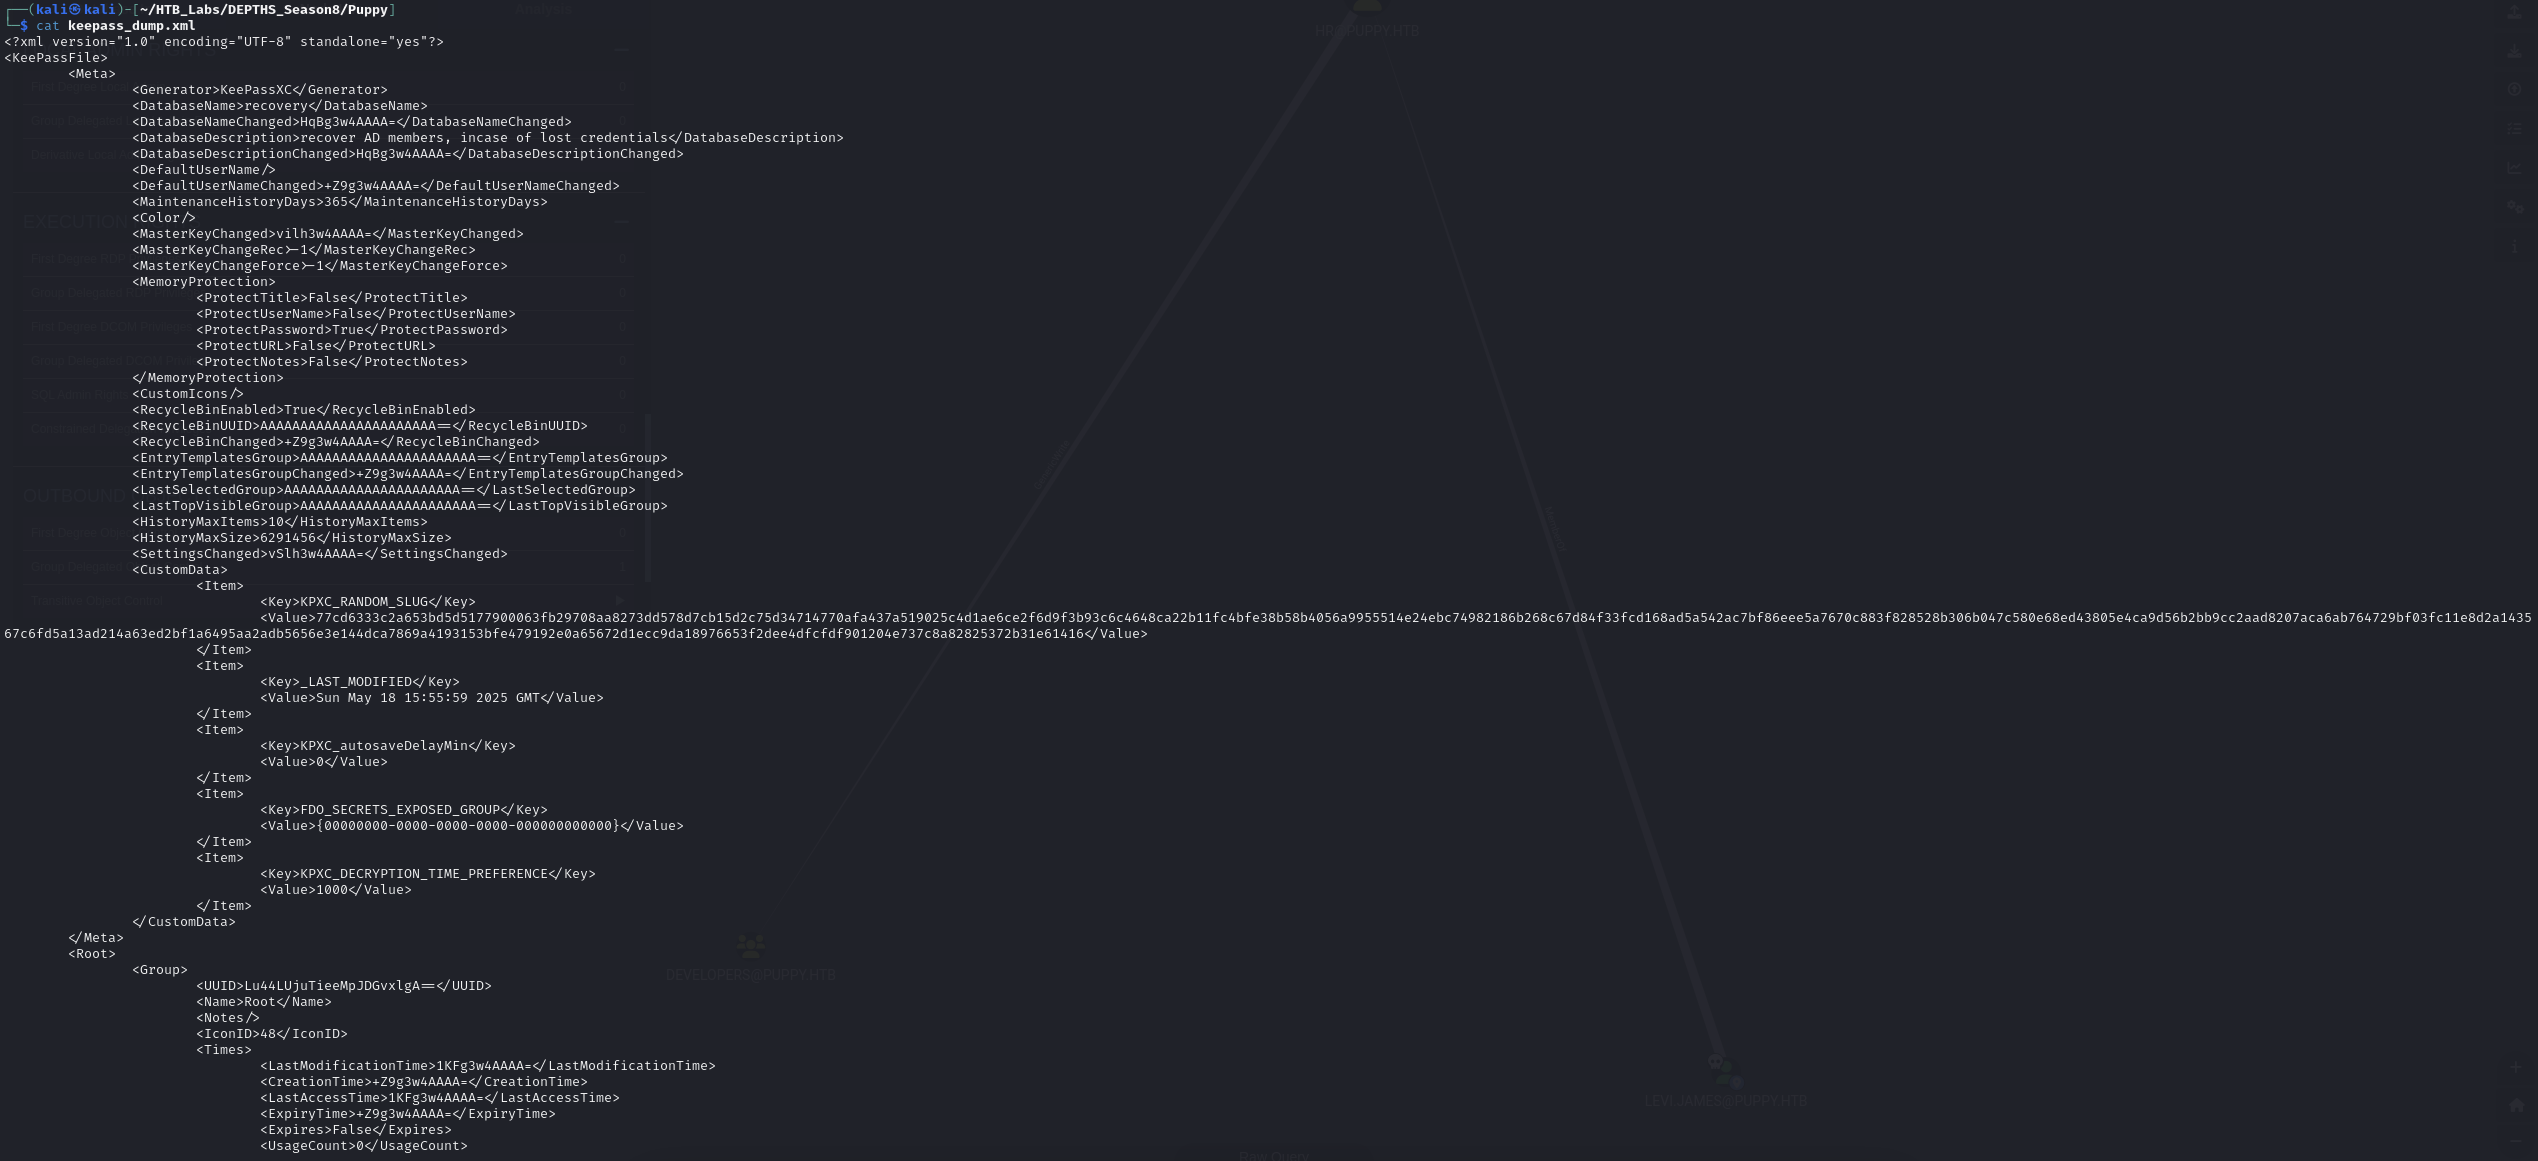 ┌──(kali㉿kali)-[~/HTB_Labs/DEPTHS_Season8/Puppy]
└─$ cat keepass_dump.xml
<?xml version="1.0" encoding="UTF-8" standalone="yes"?>
<KeePassFile>
<Meta>
<Generator>KeePassXC</Generator>
<DatabaseName>recovery</DatabaseName>
<DatabaseNameChanged>HqBg3w4AAAA=</DatabaseNameChanged>
<DatabaseDescription>recover AD members, incase of lost credentials</DatabaseDescription>
<DatabaseDescriptionChanged>HqBg3w4AAAA=</DatabaseDescriptionChanged>
<DefaultUserName/>
<DefaultUserNameChanged>+Z9g3w4AAAA=</DefaultUserNameChanged>
<MaintenanceHistoryDays>365</MaintenanceHistoryDays>
<Color/>
<MasterKeyChanged>vilh3w4AAAA=</MasterKeyChanged>
<MasterKeyChangeRec>-1</MasterKeyChangeRec>
<MasterKeyChangeForce>-1</MasterKeyChangeForce>
<MemoryProtection>
<ProtectTitle>False</ProtectTitle>
<ProtectUserName>False</ProtectUserName>
<ProtectPassword>True</ProtectPassword>
<ProtectURL>False</ProtectURL>
<ProtectNotes>False</ProtectNotes>
</MemoryProtection>
<CustomIcons/>
<RecycleBinEnabled>True</RecycleBinEnabled>
<RecycleBinUUID>AAAAAAAAAAAAAAAAAAAAAA==</RecycleBinUUID>
<RecycleBinChanged>+Z9g3w4AAAA=</RecycleBinChanged>
<EntryTemplatesGroup>AAAAAAAAAAAAAAAAAAAAAA==</EntryTemplatesGroup>
<EntryTemplatesGroupChanged>+Z9g3w4AAAA=</EntryTemplatesGroupChanged>
<LastSelectedGroup>AAAAAAAAAAAAAAAAAAAAAA==</LastSelectedGroup>
<LastTopVisibleGroup>AAAAAAAAAAAAAAAAAAAAAA==</LastTopVisibleGroup>
<HistoryMaxItems>10</HistoryMaxItems>
<HistoryMaxSize>6291456</HistoryMaxSize>
<SettingsChanged>vSlh3w4AAAA=</SettingsChanged>
<CustomData>
<Item>
<Key>KPXC_RANDOM_SLUG</Key>
<Value>77cd6333c2a653bd5d5177900063fb29708aa8273dd578d7cb15d2c75d34714770afa437a519025c4d1ae6ce2f6d9f3b93c6c4648ca22b11fc4bfe38b58b4056a9955514e24ebc74982186b268c67d84f33fcd168ad5a542ac7bf86eee5a7670c883f828528b306b047c580e68ed43805e4ca9d56b2bb9cc2aad8207aca6ab764729bf03fc11e8d2a1435
67c6fd5a13ad214a63ed2bf1a6495aa2adb5656e3e144dca7869a4193153bfe479192e0a65672d1ecc9da18976653f2dee4dfcfdf901204e737c8a82825372b31e61416</Value>
</Item>
<Item>
<Key>_LAST_MODIFIED</Key>
<Value>Sun May 18 15:55:59 2025 GMT</Value>
</Item>
<Item>
<Key>KPXC_autosaveDelayMin</Key>
<Value>0</Value>
</Item>
<Item>
<Key>FDO_SECRETS_EXPOSED_GROUP</Key>
<Value>{00000000-0000-0000-0000-000000000000}</Value>
</Item>
<Item>
<Key>KPXC_DECRYPTION_TIME_PREFERENCE</Key>
<Value>1000</Value>
</Item>
</CustomData>
</Meta>
<Root>
<Group>
<UUID>Lu44LUjuTieeMpJDGvxlgA==</UUID>
<Name>Root</Name>
<Notes/>
<IconID>48</IconID>
<Times>
<LastModificationTime>1KFg3w4AAAA=</LastModificationTime>
<CreationTime>+Z9g3w4AAAA=</CreationTime>
<LastAccessTime>1KFg3w4AAAA=</LastAccessTime>
<ExpiryTime>+Z9g3w4AAAA=</ExpiryTime>
<Expires>False</Expires>
<UsageCount>0</UsageCount>
HR@PUPPY.HTB
DEVELOPERS@PUPPY.HTB
LEVI.JAMES@PUPPY.HTB